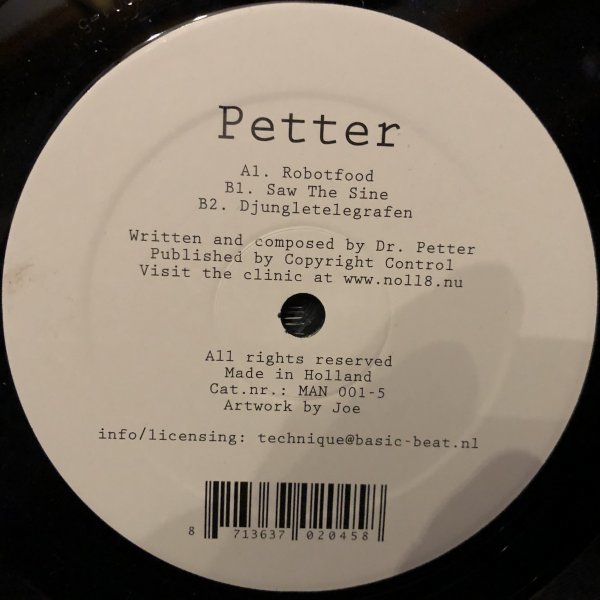 Petter
A1. Robotfood
B1. Saw The Sine
B2. Djungletelegrafen
Written and composed by Dr. Petter
Published by Copyright Control
Visit the clinic at www.noll8.nu
All rights reserved
Made in Holland
Cat.nr.: MAN 001-5
Artwork by Joe
info/licensing: technique@basic-beat.nl
8 713637 020458